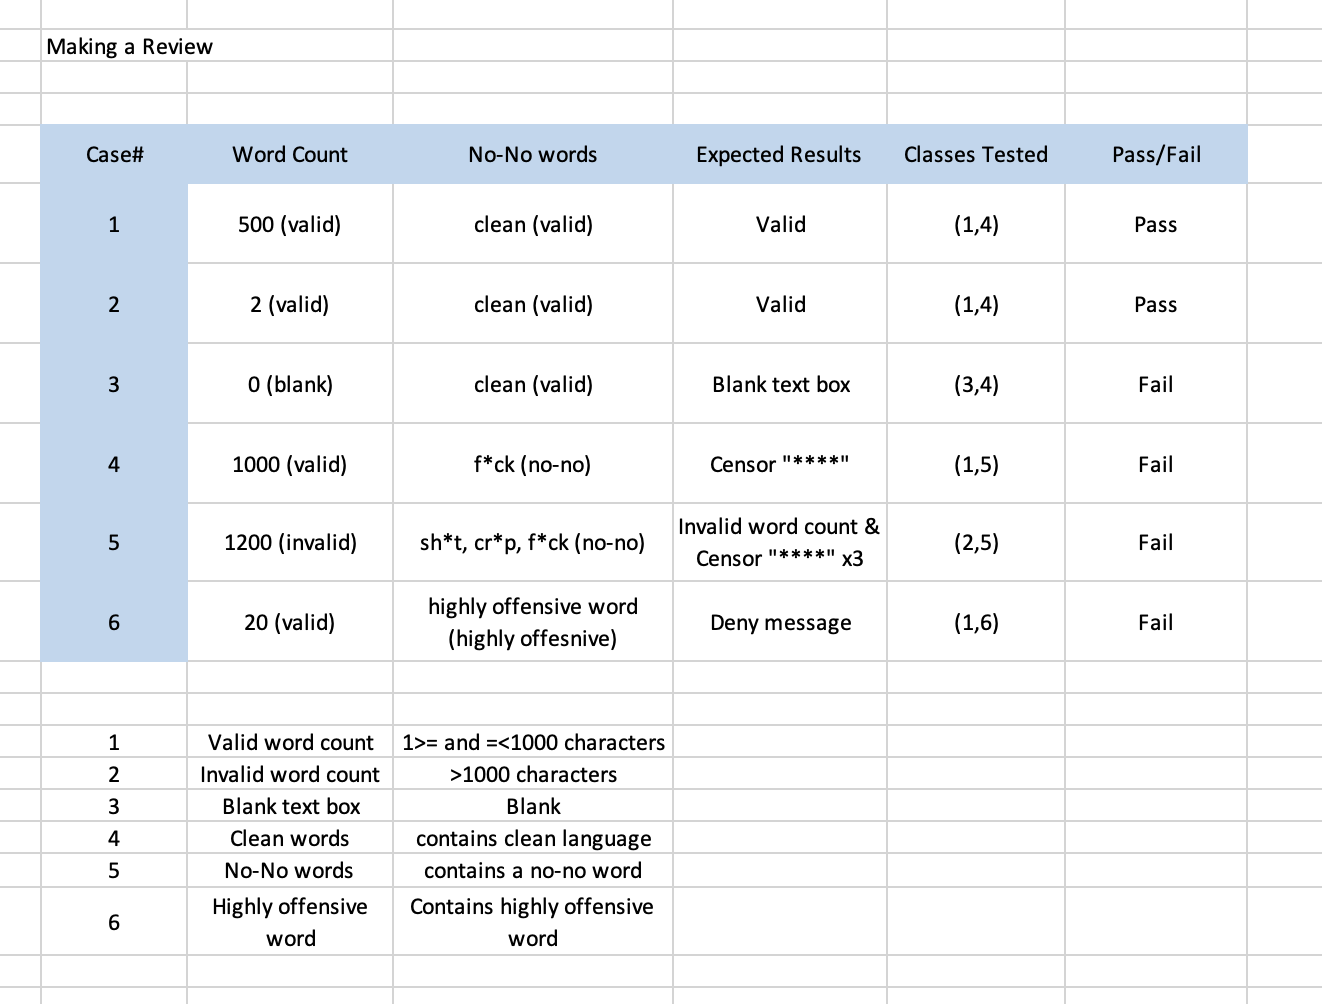 Making a Review
Case# Word Count No-No words Expected Results Classes Tested Pass/Fail
1 500 (valid) clean (valid) Valid (1,4) Pass
2 2 (valid) clean (valid) Valid (1,4) Pass
3 0 (blank) clean (valid) Blank text box (3,4) Fail
4 1000 (valid) f*ck (no-no) Censor "****" (1,5) Fail
5 1200 (invalid) sh*t, cr*p, f*ck (no-no) Invalid word count &
Censor "****" x3 (2,5) Fail
6 20 (valid) highly offensive word
(highly offesnive) Deny message (1,6) Fail
1 Valid word count 1>= and =<1000 characters
2 Invalid word count >1000 characters
3 Blank text box Blank
4 Clean words contains clean language
5 No-No words contains a no-no word
6 Highly offensive
word Contains highly offensive
word